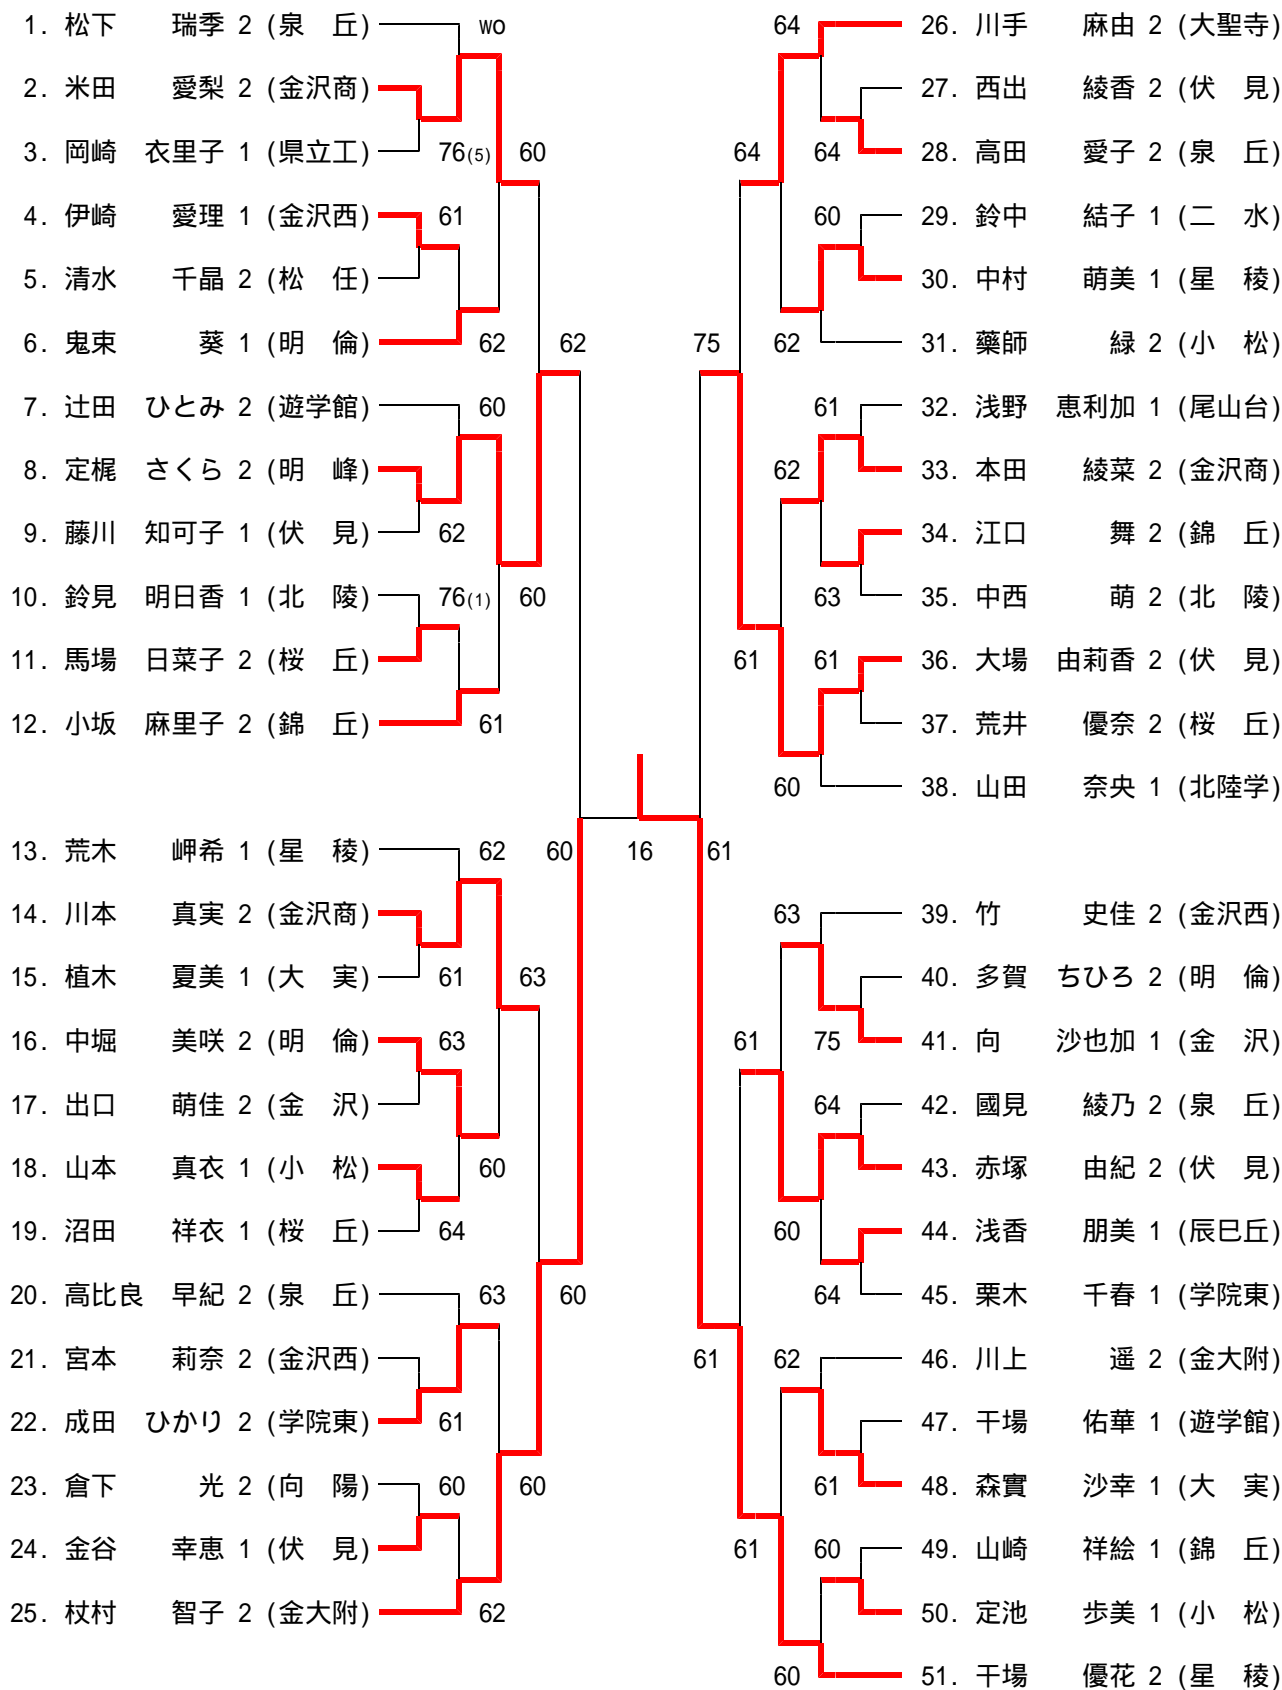 1. 松下 瑞季 2 (泉 丘)
wo
2. 米田 愛梨 2 (金沢商)
3. 岡崎 衣里子 1 (県立工)
76(5)
60
4. 伊崎 愛理 1 (金沢西)
61
5. 清水 千晶 2 (松 任)
6. 鬼束 葵 1 (明 倫)
62
62
7. 辻田 ひとみ 2 (遊学館)
60
8. 定梶 さくら 2 (明 峰)
9. 藤川 知可子 1 (伏 見)
62
10. 鈴見 明日香 1 (北 陵)
76(1)
60
11. 馬場 日菜子 2 (桜 丘)
12. 小坂 麻里子 2 (錦 丘)
61
13. 荒木 岬希 1 (星 稜)
62
60
16
61
14. 川本 真実 2 (金沢商)
15. 植木 夏美 1 (大 実)
61
63
16. 中堀 美咲 2 (明 倫)
63
17. 出口 萌佳 2 (金 沢)
18. 山本 真衣 1 (小 松)
60
19. 沼田 祥衣 1 (桜 丘)
64
20. 高比良 早紀 2 (泉 丘)
63
60
21. 宮本 莉奈 2 (金沢西)
22. 成田 ひかり 2 (学院東)
61
23. 倉下 光 2 (向 陽)
60
60
24. 金谷 幸恵 1 (伏 見)
25. 杖村 智子 2 (金大附)
62
64
26. 川手 麻由 2 (大聖寺)
27. 西出 綾香 2 (伏 見)
64
64
28. 高田 愛子 2 (泉 丘)
60
29. 鈴中 結子 1 (二 水)
30. 中村 萌美 1 (星 稜)
75
62
31. 藥師 緑 2 (小 松)
61
32. 浅野 恵利加 1 (尾山台)
62
33. 本田 綾菜 2 (金沢商)
34. 江口 舞 2 (錦 丘)
63
35. 中西 萌 2 (北 陵)
61
61
36. 大場 由莉香 2 (伏 見)
37. 荒井 優奈 2 (桜 丘)
60
38. 山田 奈央 1 (北陸学)
63
39. 竹 史佳 2 (金沢西)
40. 多賀 ちひろ 2 (明 倫)
61
75
41. 向 沙也加 1 (金 沢)
64
42. 國見 綾乃 2 (泉 丘)
43. 赤塚 由紀 2 (伏 見)
60
44. 浅香 朋美 1 (辰巳丘)
64
45. 栗木 千春 1 (学院東)
61
62
46. 川上 遥 2 (金大附)
47. 干場 佑華 1 (遊学館)
61
48. 森實 沙幸 1 (大 実)
61
60
49. 山崎 祥絵 1 (錦 丘)
50. 定池 歩美 1 (小 松)
60
51. 干場 優花 2 (星 稜)